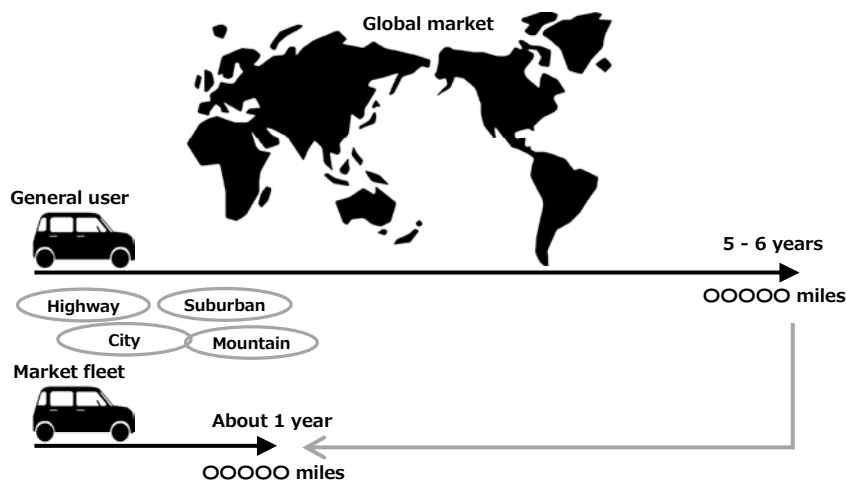 Global market
General user
5 - 6 years
OOOOO miles
Highway
Suburban
City
Mountain
Market fleet
About 1 year
OOOOO miles